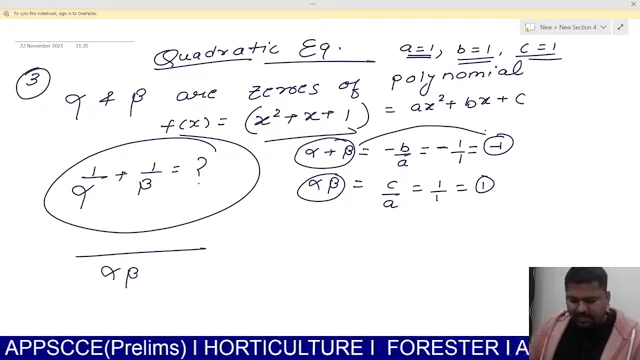 To sync this notebook, sign in to OneNote.
New > New Section 4
22 November 2021 11:35
Quadratic Eq. a=1, b=1, c=1
③ α & β are zeroes of polynomial
f(x) = (x²+x+1) = ax²+bx+c
α+β = -b/a = -1/1 = -1
1/α + 1/β = ?
αβ = c/a = 1/1 = 1
αβ
APPSCCE(Prelims) I HORTICULTURE I FORESTER I A